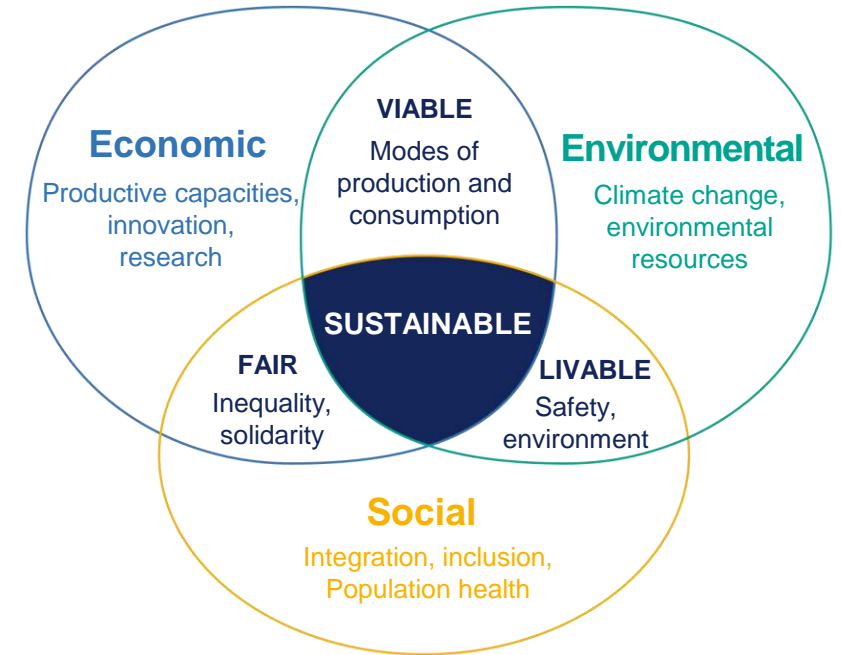 VIABLE
Modes of
production and
consumption
Economic
Productive capacities,
innovation,
research
Environmental
Climate change,
environmental
resources
SUSTAINABLE
FAIR
Inequality,
solidarity
LIVABLE
Safety,
environment
Social
Integration, inclusion,
Population health